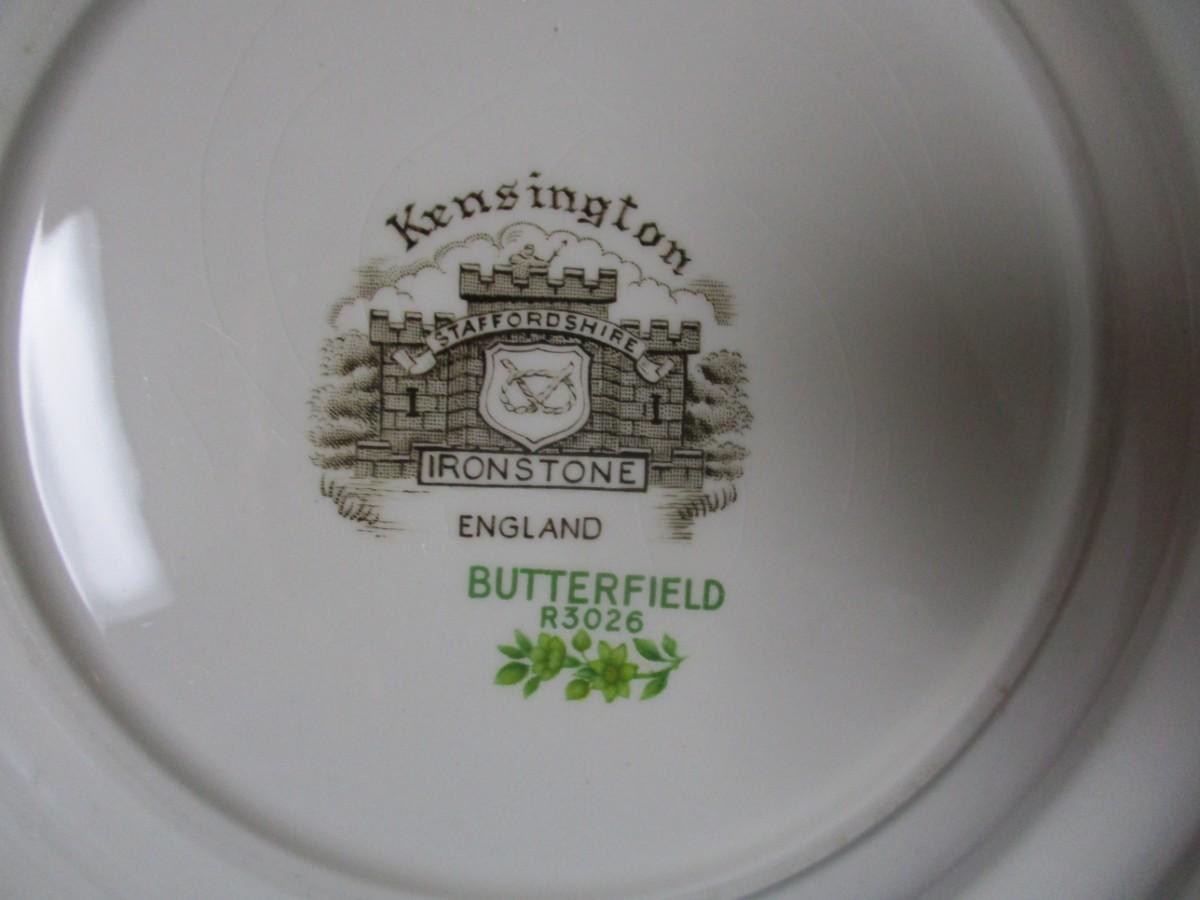 Kensington
STAFFORDSHIRE
IRONSTONE
ENGLAND
BUTTERFIELD
R3026